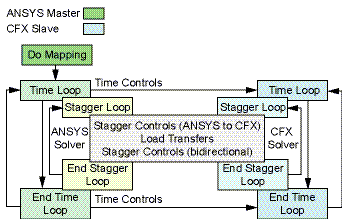 ANSYS Master
CFX Slave
Do Mapping
Time Loop
Time Controls
Time Loop
Stagger Loop
Stagger Loop
ANSYS
Solver
Stagger Controls (ANSYS to CFX)
Load Transfers
Stagger Controls (bidirectional)
CFX
Solver
End Stagger
Loop
End Stagger
Loop
End Time
Loop
Time Controls
End Time
Loop